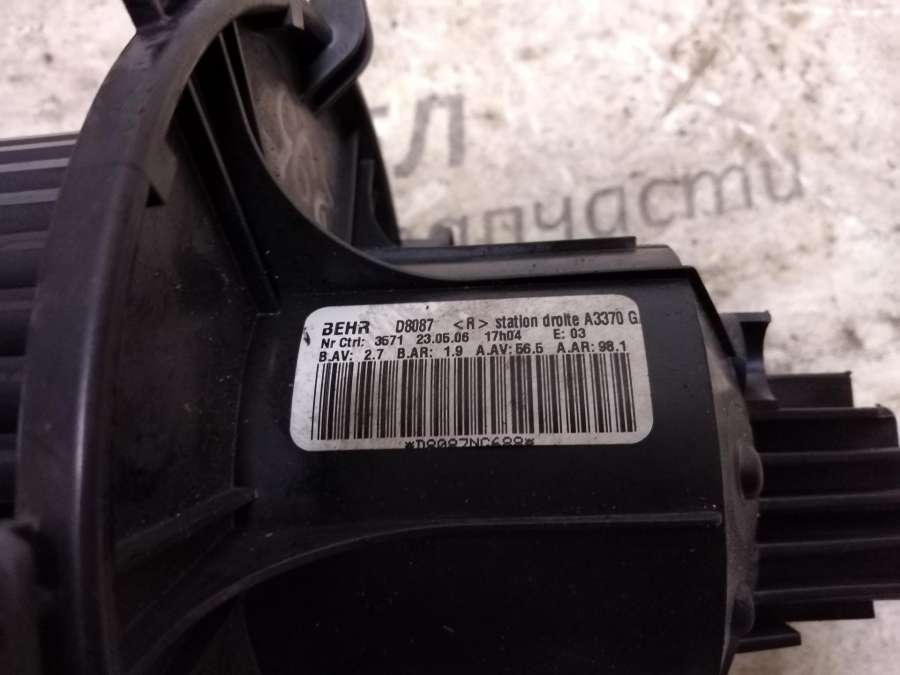 запчасти
BEHR D8087 <R> station droite A3370 G
Nr Ctrl: 3571 23.05.06 17h04 E: 03
B.AV: 2.7 B.AR: 1.9 A.AV: 56.5 A.AR: 98.1
*D8087NC688*